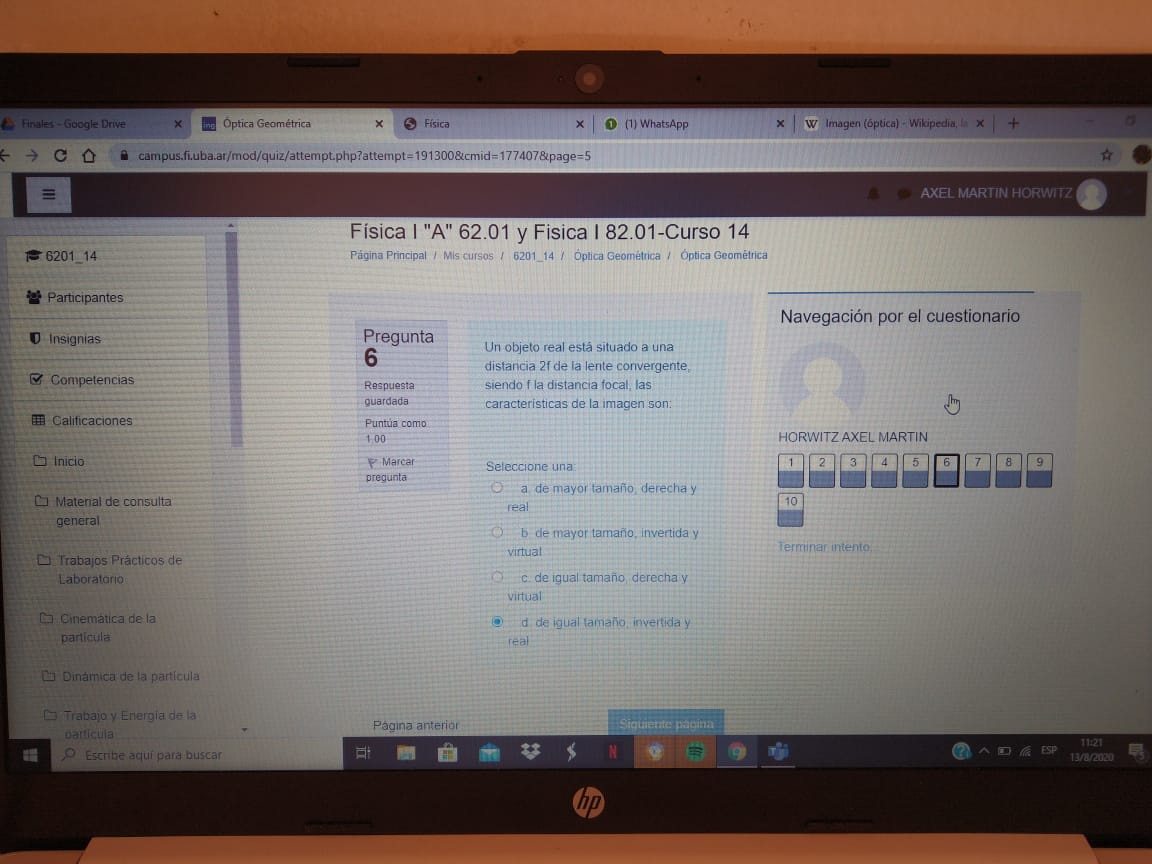 Finales - Google Drive
Óptica Geométrica
Física
(1) WhatsApp
Imagen (óptica) - Wikipedia, la
campus.fi.uba.ar/mod/quiz/attempt.php?attempt=191300&cmid=177407&page=5
AXEL MARTIN HORWITZ
Física I "A" 62.01 y Fisica I 82.01-Curso 14
Página Principal / Mis cursos / 6201_14 / Óptica Geométrica / Óptica Geométrica
6201_14
Participantes
Insignias
Competencias
Calificaciones
Inicio
Material de consulta
general
Trabajos Prácticos de
Laboratorio
Cinemática de la
partícula
Dinámica de la partícula
Trabajo y Energía de la
partícula
Pregunta
6
Respuesta
guardada
Puntúa como
1,00
Marcar
pregunta
Un objeto real está situado a una
distancia 2f de la lente convergente,
siendo f la distancia focal, las
características de la imagen son:
Seleccione una:
a. de mayor tamaño, derecha y
real
b. de mayor tamaño, invertida y
virtual
c. de igual tamaño, derecha y
virtual
d. de igual tamaño, invertida y
real
Página anterior
Siguiente página
Navegación por el cuestionario
HORWITZ AXEL MARTIN
1 2 3 4 5 6 7 8 9
10
Terminar intento.
Escribe aquí para buscar
N
ESP
11:21
13/8/2020
hp